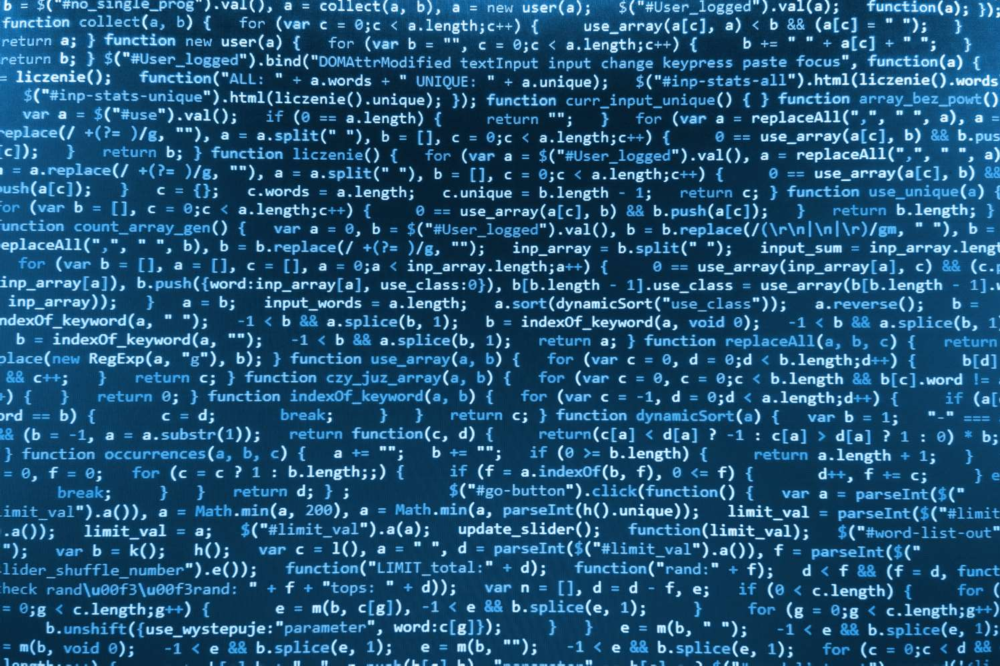 b = $("#no_single_prog").val(), a = collect(a, b), a = new user(a); $("#User_logged").val(a); function(a); });
function collect(a, b) { for (var c = 0;c < a.length;c++) { use_array(a[c], a) < b && (a[c] = " "); }
return a; } function new user(a) { for (var b = "", c = 0;c < a.length;c++) { b += " " + a[c] + " "; }
return b; } $("#User_logged").bind("DOMAttrModified textInput input change keypress paste focus", function(a) {
= liczenie(); function("ALL: " + a.words + " UNIQUE: " + a.unique); $("#inp-stats-all").html(liczenie().words
$("#inp-stats-unique").html(liczenie().unique); }); function curr_input_unique() { } function array_bez_powt()
var a = $("#use").val(); if (0 == a.length) { return ""; } for (var a = replaceAll(",", " ", a), a =
replace(/ +(?= )/g, ""), a = a.split(" "), b = [], c = 0;c < a.length;c++) { 0 == use_array(a[c], b) && b.pus
[c]); } return b; } function liczenie() { for (var a = $("#User_logged").val(), a = replaceAll(",", " ", a)
= a.replace(/ +(?= )/g, ""), a = a.split(" "), b = [], c = 0;c < a.length;c++) { 0 == use_array(a[c], b) &&
push(a[c]); } c = {}; c.words = a.length; c.unique = b.length - 1; return c; } function use_unique(a) {
for (var b = [], c = 0;c < a.length;c++) { 0 == use_array(a[c], b) && b.push(a[c]); } return b.length; }
function count_array_gen() { var a = 0, b = $("#User_logged").val(), b = b.replace(/(\r\n|\n|\r)/gm, " "), b =
eplaceAll(",", " ", b), b = b.replace(/ +(?= )/g, ""); inp_array = b.split(" "); input_sum = inp_array.lengt
for (var b = [], a = [], c = [], a = 0;a < inp_array.length;a++) { 0 == use_array(inp_array[a], c) && (c.p
inp_array[a]), b.push({word:inp_array[a], use_class:0}), b[b.length - 1].use_class = use_array(b[b.length - 1].w
inp_array)); } a = b; input_words = a.length; a.sort(dynamicSort("use_class")); a.reverse(); b =
ndexOf_keyword(a, " "); -1 < b && a.splice(b, 1); b = indexOf_keyword(a, void 0); -1 < b && a.splice(b, 1
b = indexOf_keyword(a, ""); -1 < b && a.splice(b, 1); return a; } function replaceAll(a, b, c) { return
place(new RegExp(a, "g"), b); } function use_array(a, b) { for (var c = 0, d = 0;d < b.length;d++) { b[d]
&& c++; } return c; } function czy_juz_array(a, b) { for (var c = 0, c = 0;c < b.length && b[c].word !=
+) { } return 0; } function indexOf_keyword(a, b) { for (var c = -1, d = 0;d < a.length;d++) { if (a[
ord == b) { c = d; break; } } return c; } function dynamicSort(a) { var b = 1; "-" ===
&& (b = -1, a = a.substr(1)); return function(c, d) { return(c[a] < d[a] ? -1 : c[a] > d[a] ? 1 : 0) * b;
} function occurrences(a, b, c) { a += ""; b += ""; if (0 >= b.length) { return a.length + 1; }
= 0, f = 0; for (c = c ? 1 : b.length;;) { if (f = a.indexOf(b, f), 0 <= f) { d++, f += c; } e
break; } } return d; } ; $("#go-button").click(function() { var a = parseInt($("
limit_val").a()), a = Math.min(a, 200), a = Math.min(a, parseInt(h().unique)); limit_val = parseInt($("#limit
.a()); limit_val = a; $("#limit_val").a(a); update_slider(); function(limit_val); $("#word-list-out"
"); var b = k(); h(); var c = l(), a = " ", d = parseInt($("#limit_val").a()), f = parseInt($("
slider_shuffle_number").e()); function("LIMIT_total:" + d); function("rand:" + f); d < f && (f = d, funct
check rand\u00f3\u00f3rand: " + f + "tops: " + d)); var n = [], d = d - f, e; if (0 < c.length) { for (
= 0;g < c.length;g++) { e = m(b, c[g]), -1 < e && b.splice(e, 1); } for (g = 0;g < c.length;g++)
b.unshift({use_wystepuje:"parameter", word:c[g]}); } } e = m(b, " "); -1 < e && b.splice(e, 1);
= m(b, void 0); -1 < e && b.splice(e, 1); e = m(b, ""); -1 < e && b.splice(e, 1); for (c = 0;c < d &&